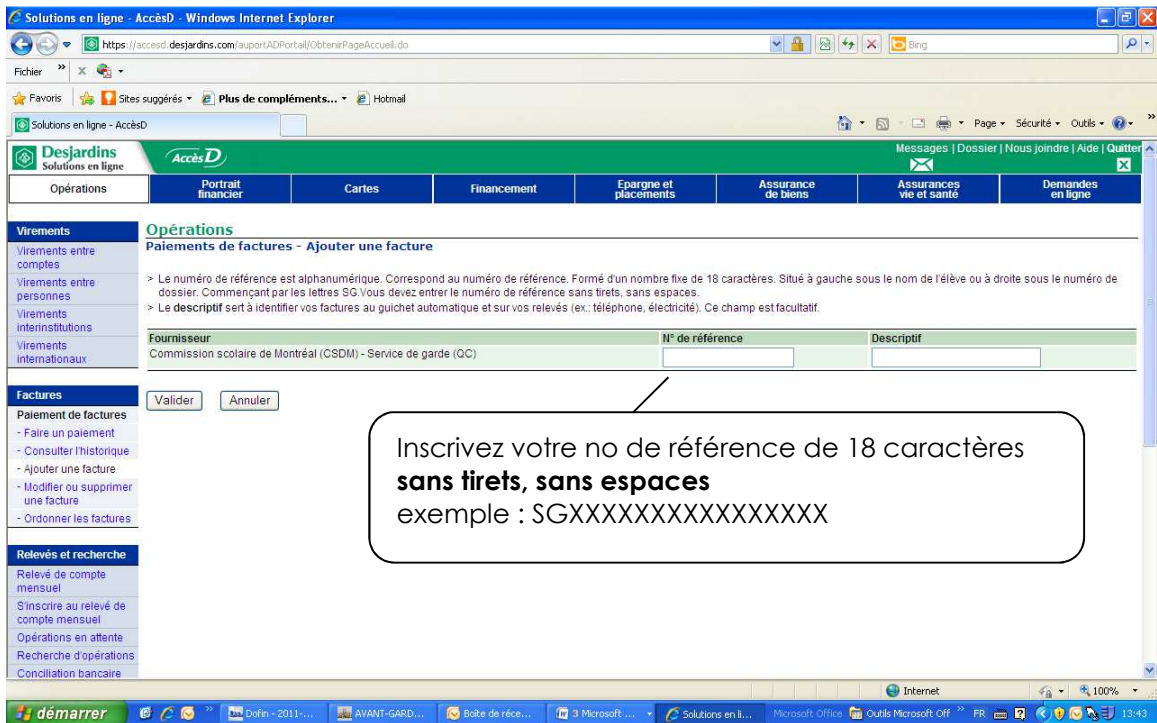 Solutions en ligne - AccèsD - Windows Internet Explorer
https://accesd.desjardins.com/auportADPortail/ObtenirPageAccueil.do
Bing
Fichier » x
Favoris Sites suggérés Plus de compléments... Hotmail
Solutions en ligne - AccèsD
Page Sécurité Outils »
Desjardins
Solutions en ligne
AccèsD
Messages | Dossier | Nous joindre | Aide | Quitter
X
Opérations
Portrait
financier
Cartes
Financement
Epargne et
placements
Assurance
de biens
Assurances
vie et santé
Demandes
en ligne
Virements
Virements entre
comptes
Virements entre
personnes
Virements
interinstitutions
Virements
internationaux
Factures
Paiement de factures
- Faire un paiement
- Consulter l'historique
- Ajouter une facture
- Modifier ou supprimer
une facture
- Ordonner les factures
Relevés et recherche
Relevé de compte
mensuel
S'inscrire au relevé de
compte mensuel
Opérations en attente
Recherche d'opérations
Conciliation bancaire
Opérations
Paiements de factures - Ajouter une facture
> Le numéro de référence est alphanumérique. Correspond au numéro de référence. Formé d'un nombre fixe de 18 caractères. Situé à gauche sous le nom de l'élève ou à droite sous le numéro de
dossier. Commençant par les lettres SG.Vous devez entrer le numéro de référence sans tirets, sans espaces.
> Le descriptif sert à identifier vos factures au guichet automatique et sur vos relevés (ex.: téléphone, électricité). Ce champ est facultatif.
Fournisseur N° de référence Descriptif
Commission scolaire de Montréal (CSDM) - Service de garde (QC)
Valider Annuler
Inscrivez votre no de référence de 18 caractères
sans tirets, sans espaces
exemple : SGXXXXXXXXXXXXXXXX
Internet 100%
démarrer » Dofin - 2011-... AVANT-GARD... Boîte de réce... 3 Microsoft ... Solutions en li... Microsoft Office Outils Microsoft Off » FR 13:43